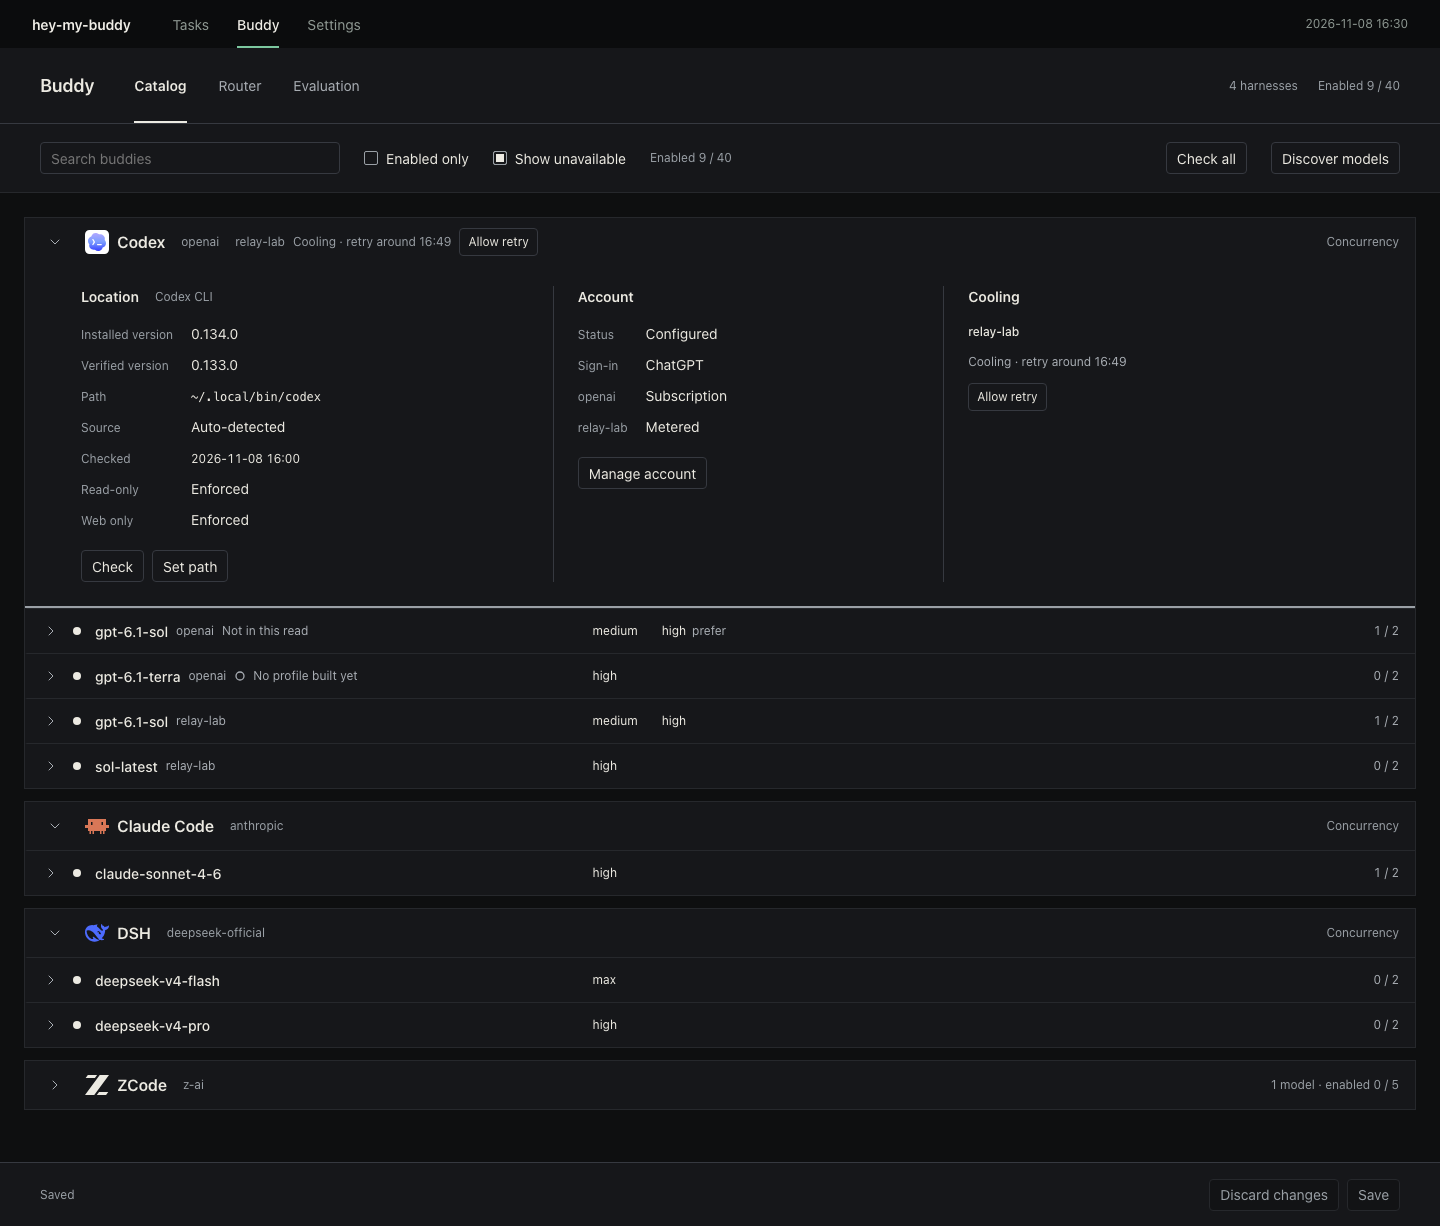 hey-my-buddy Tasks Buddy Settings 2026-11-08 16:30
Buddy Catalog Router Evaluation 4 harnesses Enabled 9 / 40
Search buddies Enabled only Show unavailable Enabled 9 / 40 Check all Discover models
Codex openai relay-lab Cooling · retry around 16:49 Allow retry Concurrency
Location Codex CLI
Installed version 0.134.0
Verified version 0.133.0
Path ~/.local/bin/codex
Source Auto-detected
Checked 2026-11-08 16:00
Read-only Enforced
Web only Enforced
Check Set path
Account
Status Configured
Sign-in ChatGPT
openai Subscription
relay-lab Metered
Manage account
Cooling
relay-lab
Cooling · retry around 16:49
Allow retry
gpt-6.1-sol openai Not in this read medium high prefer 1 / 2
gpt-6.1-terra openai No profile built yet high 0 / 2
gpt-6.1-sol relay-lab medium high 1 / 2
sol-latest relay-lab high 0 / 2
Claude Code anthropic Concurrency
claude-sonnet-4-6 high 1 / 2
DSH deepseek-official Concurrency
deepseek-v4-flash max 0 / 2
deepseek-v4-pro high 0 / 2
ZCode z-ai 1 model · enabled 0 / 5
Saved Discard changes Save